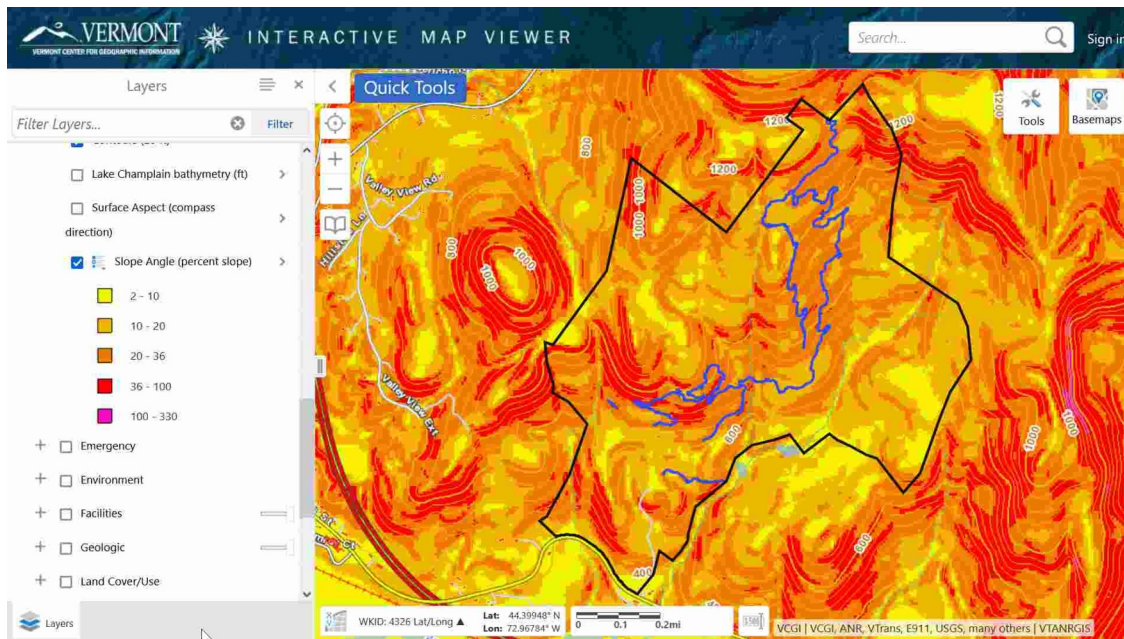 VERMONT
VERMONT CENTER FOR GEOGRAPHIC INFORMATION
INTERACTIVE MAP VIEWER
Search...
Sign in
Layers
Quick Tools
Filter Layers...
Filter
Tools
Basemaps
Lake Champlain bathymetry (ft)
Surface Aspect (compass
direction)
Slope Angle (percent slope)
2 - 10
10 - 20
20 - 36
36 - 100
100 - 330
Emergency
Environment
Facilities
Geologic
Land Cover/Use
Layers
Valley View Rd
Valley View Ext
800
800
1000
1000
1000
1000
1200
1200
1200
1200
800
600
400
1000
1000
WKID: 4326 Lat/Long
Lat: 44.39948° N
Lon: 72.96784° W
0 0.1 0.2mi
VCGI | VCGI, ANR, VTrans, E911, USGS, many others | VTANRGIS